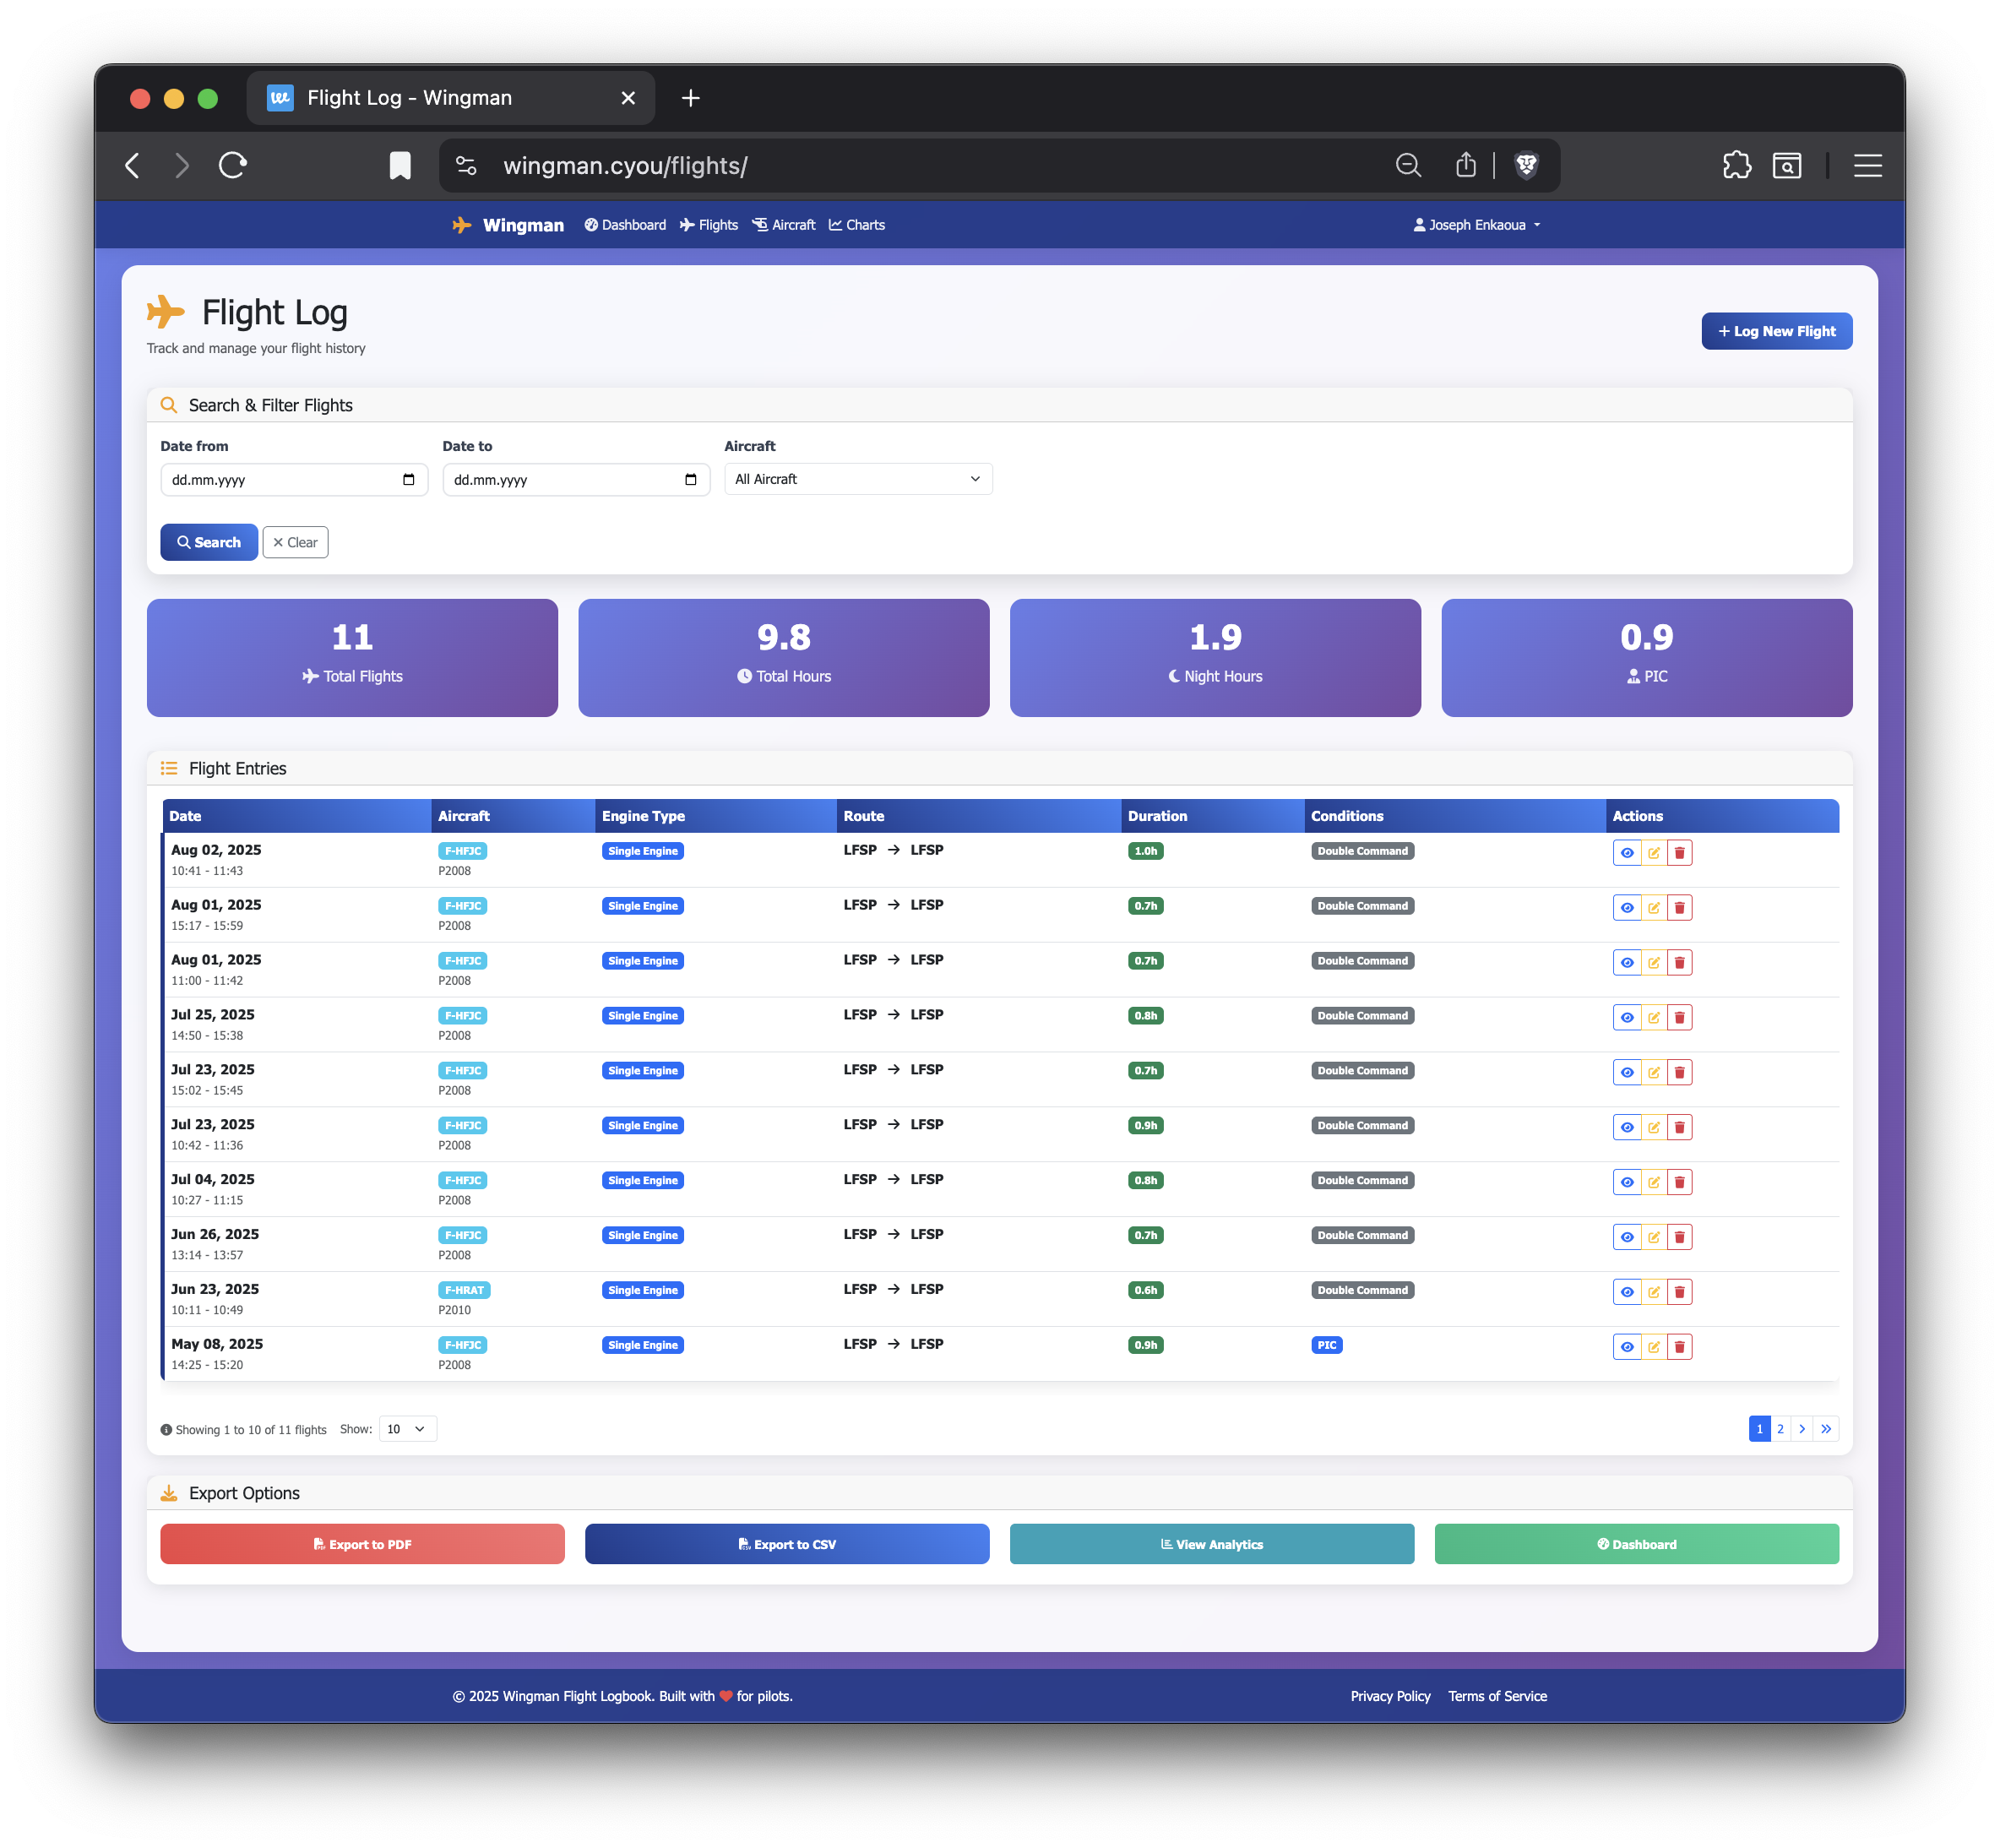 Flight Log - Wingman
wingman.cyou/flights/
Wingman Dashboard Flights Aircraft Charts Joseph Enkaoua
Flight Log
Track and manage your flight history
+ Log New Flight
Search & Filter Flights
Date from Date to Aircraft
dd.mm.yyyy dd.mm.yyyy All Aircraft
Search Clear
11 9.8 1.9 0.9
Total Flights Total Hours Night Hours PIC
Flight Entries
Date Aircraft Engine Type Route Duration Conditions Actions
Aug 02, 2025 F-HFJC Single Engine LFSP → LFSP 1.0h Double Command
10:41 - 11:43 P2008
Aug 01, 2025 F-HFJC Single Engine LFSP → LFSP 0.7h Double Command
15:17 - 15:59 P2008
Aug 01, 2025 F-HFJC Single Engine LFSP → LFSP 0.7h Double Command
11:00 - 11:42 P2008
Jul 25, 2025 F-HFJC Single Engine LFSP → LFSP 0.8h Double Command
14:50 - 15:38 P2008
Jul 23, 2025 F-HFJC Single Engine LFSP → LFSP 0.7h Double Command
15:02 - 15:45 P2008
Jul 23, 2025 F-HFJC Single Engine LFSP → LFSP 0.9h Double Command
10:42 - 11:36 P2008
Jul 04, 2025 F-HFJC Single Engine LFSP → LFSP 0.8h Double Command
10:27 - 11:15 P2008
Jun 26, 2025 F-HFJC Single Engine LFSP → LFSP 0.7h Double Command
13:14 - 13:57 P2008
Jun 23, 2025 F-HRAT Single Engine LFSP → LFSP 0.6h Double Command
10:11 - 10:49 P2010
May 08, 2025 F-HFJC Single Engine LFSP → LFSP 0.9h PIC
14:25 - 15:20 P2008
Showing 1 to 10 of 11 flights Show: 10 1 2 › »
Export Options
Export to PDF Export to CSV View Analytics Dashboard
© 2025 Wingman Flight Logbook. Built with ❤ for pilots. Privacy Policy Terms of Service